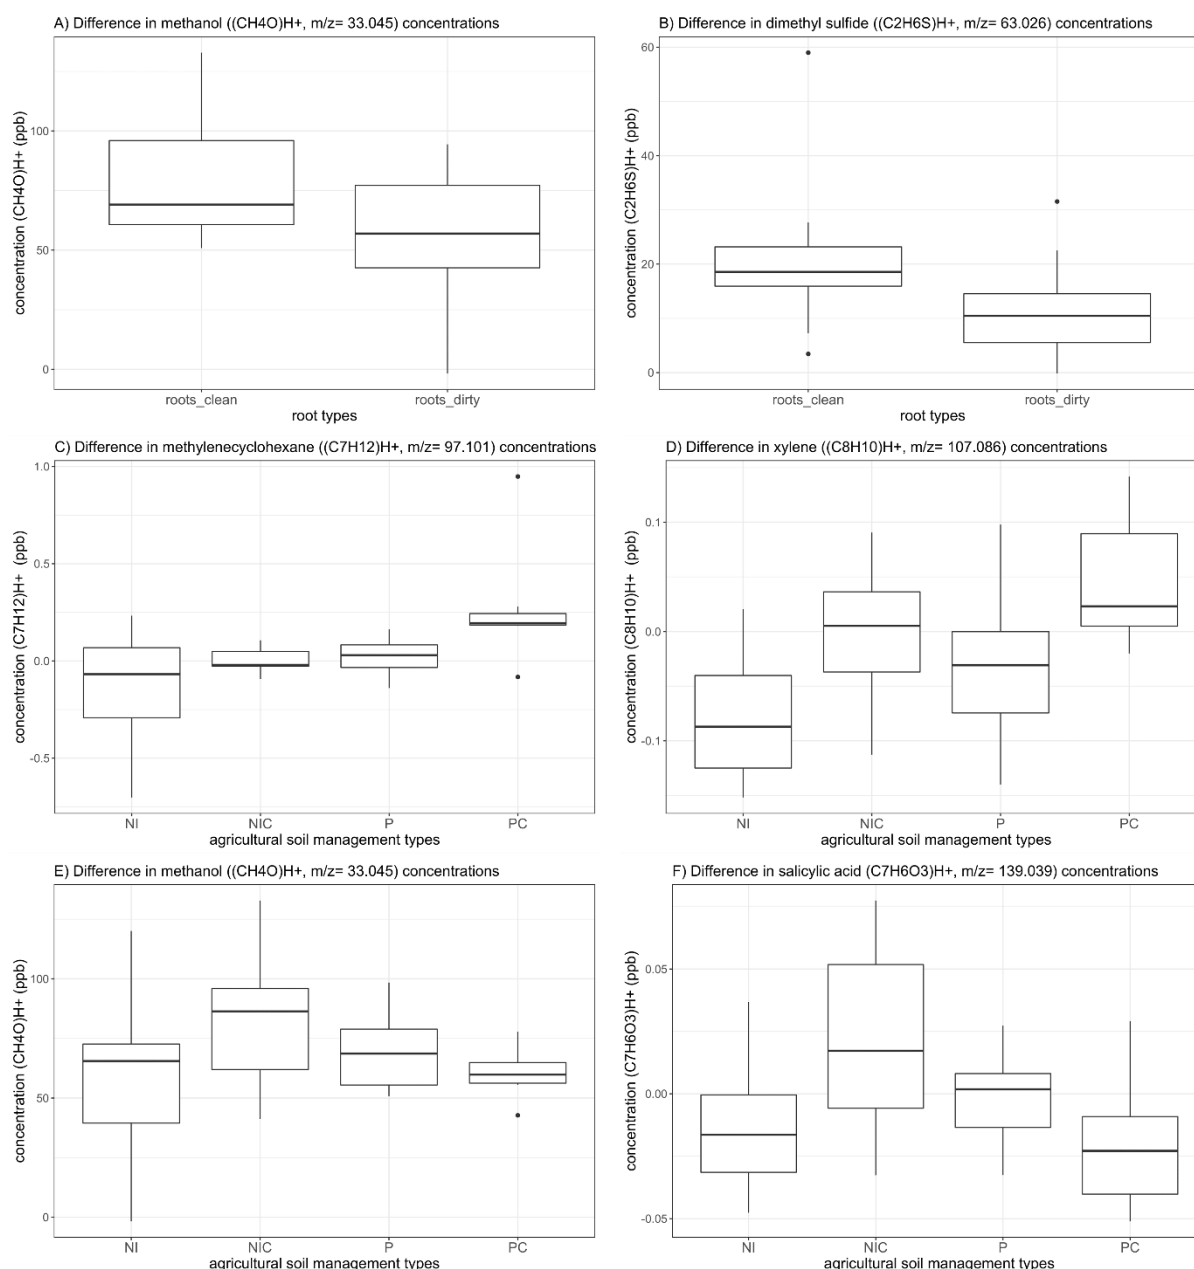 A) Difference in methanol ((CH4O)H+, m/z= 33.045) concentrations
concentration (CH4O)H+ (ppb)
100
50
0
roots_clean
roots_dirty
root types
B) Difference in dimethyl sulfide ((C2H6S)H+, m/z= 63.026) concentrations
concentration (C2H6S)H+ (ppb)
60
40
20
0
roots_clean
roots_dirty
root types
C) Difference in methylenecyclohexane ((C7H12)H+, m/z= 97.101) concentrations
concentration (C7H12)H+ (ppb)
1.0
0.5
0.0
-0.5
NI
NIC
P
PC
agricultural soil management types
D) Difference in xylene ((C8H10)H+, m/z= 107.086) concentrations
concentration (C8H10)H+ (ppb)
0.1
0.0
-0.1
NI
NIC
P
PC
agricultural soil management types
E) Difference in methanol ((CH4O)H+, m/z= 33.045) concentrations
concentration (CH4O)H+ (ppb)
100
50
0
NI
NIC
P
PC
agricultural soil management types
F) Difference in salicylic acid (C7H6O3)H+, m/z= 139.039) concentrations
concentration (C7H6O3)H+ (ppb)
0.05
0.00
-0.05
NI
NIC
P
PC
agricultural soil management types